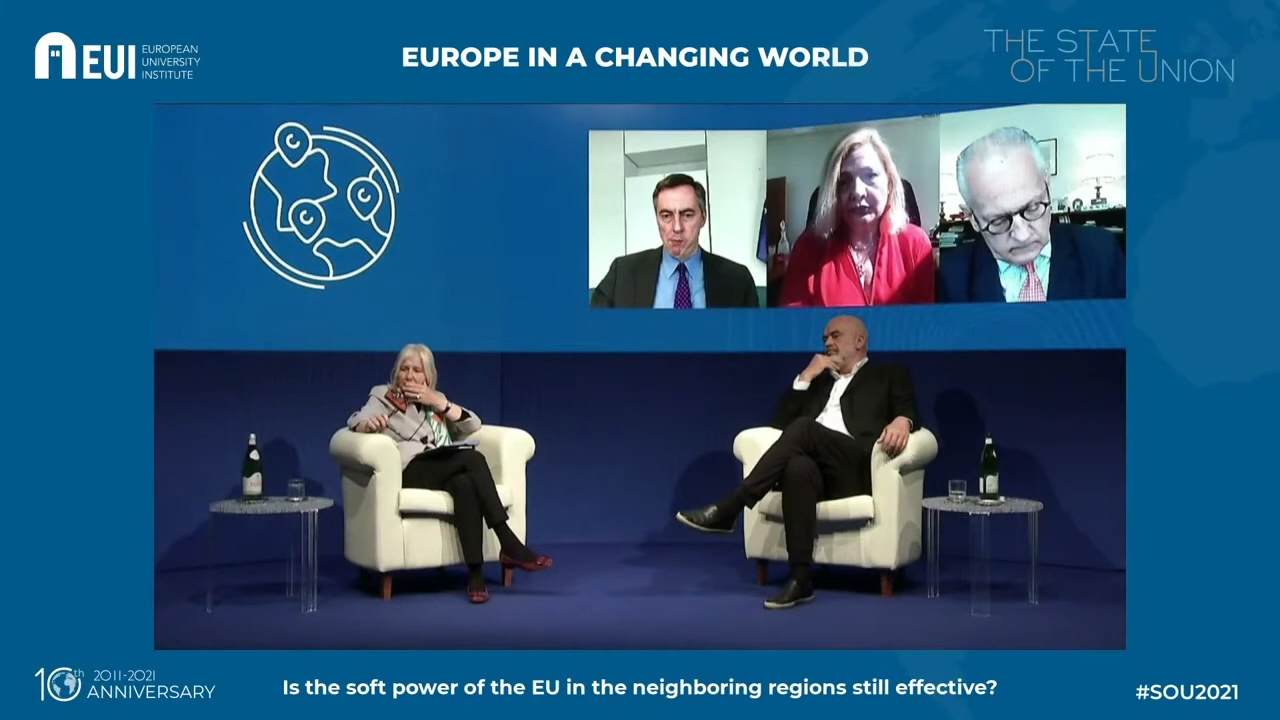 EUI
EUROPEAN
UNIVERSITY
INSTITUTE
EUROPE IN A CHANGING WORLD
THE STATE
OF THE UNION
10th
2011-2021
ANNIVERSARY
Is the soft power of the EU in the neighboring regions still effective?
#SOU2021